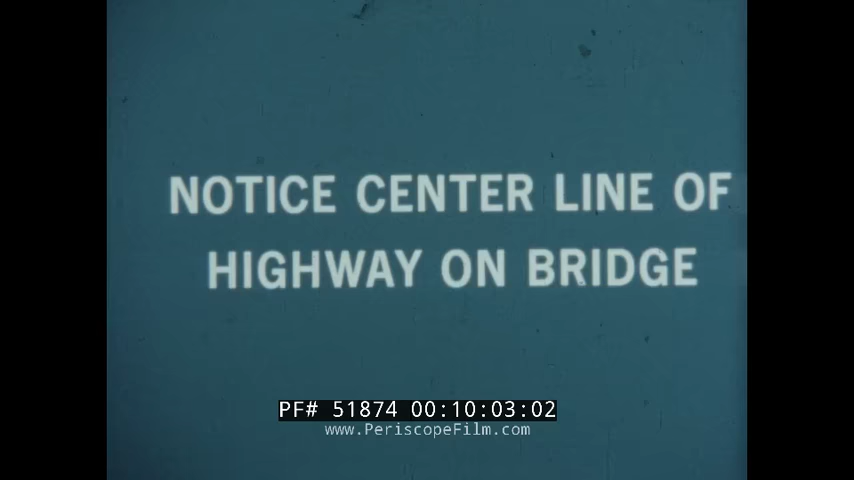 NOTICE CENTER LINE OF
HIGHWAY ON BRIDGE
PF# 51874 00:10:03:02
www.PeriscopeFilm.com